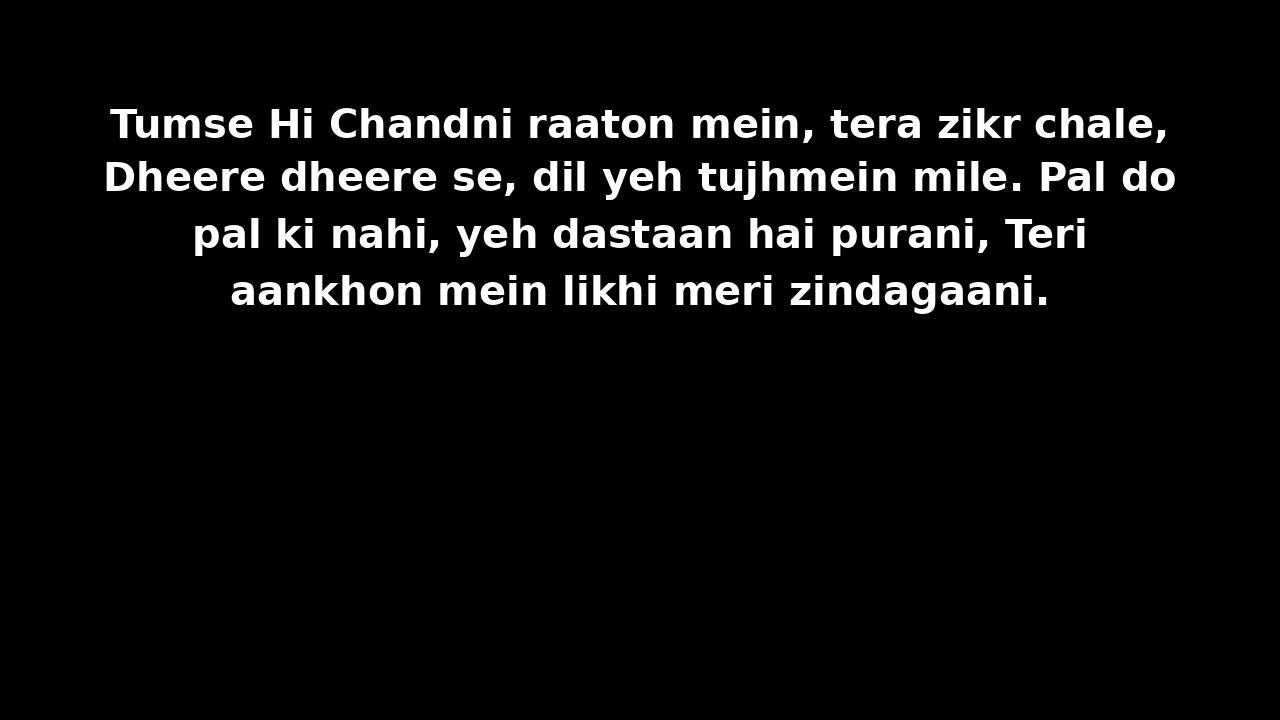 Tumse Hi Chandni raaton mein, tera zikr chale,
Dheere dheere se, dil yeh tujhmein mile. Pal do
pal ki nahi, yeh dastaan hai purani, Teri
aankhon mein likhi meri zindagaani.